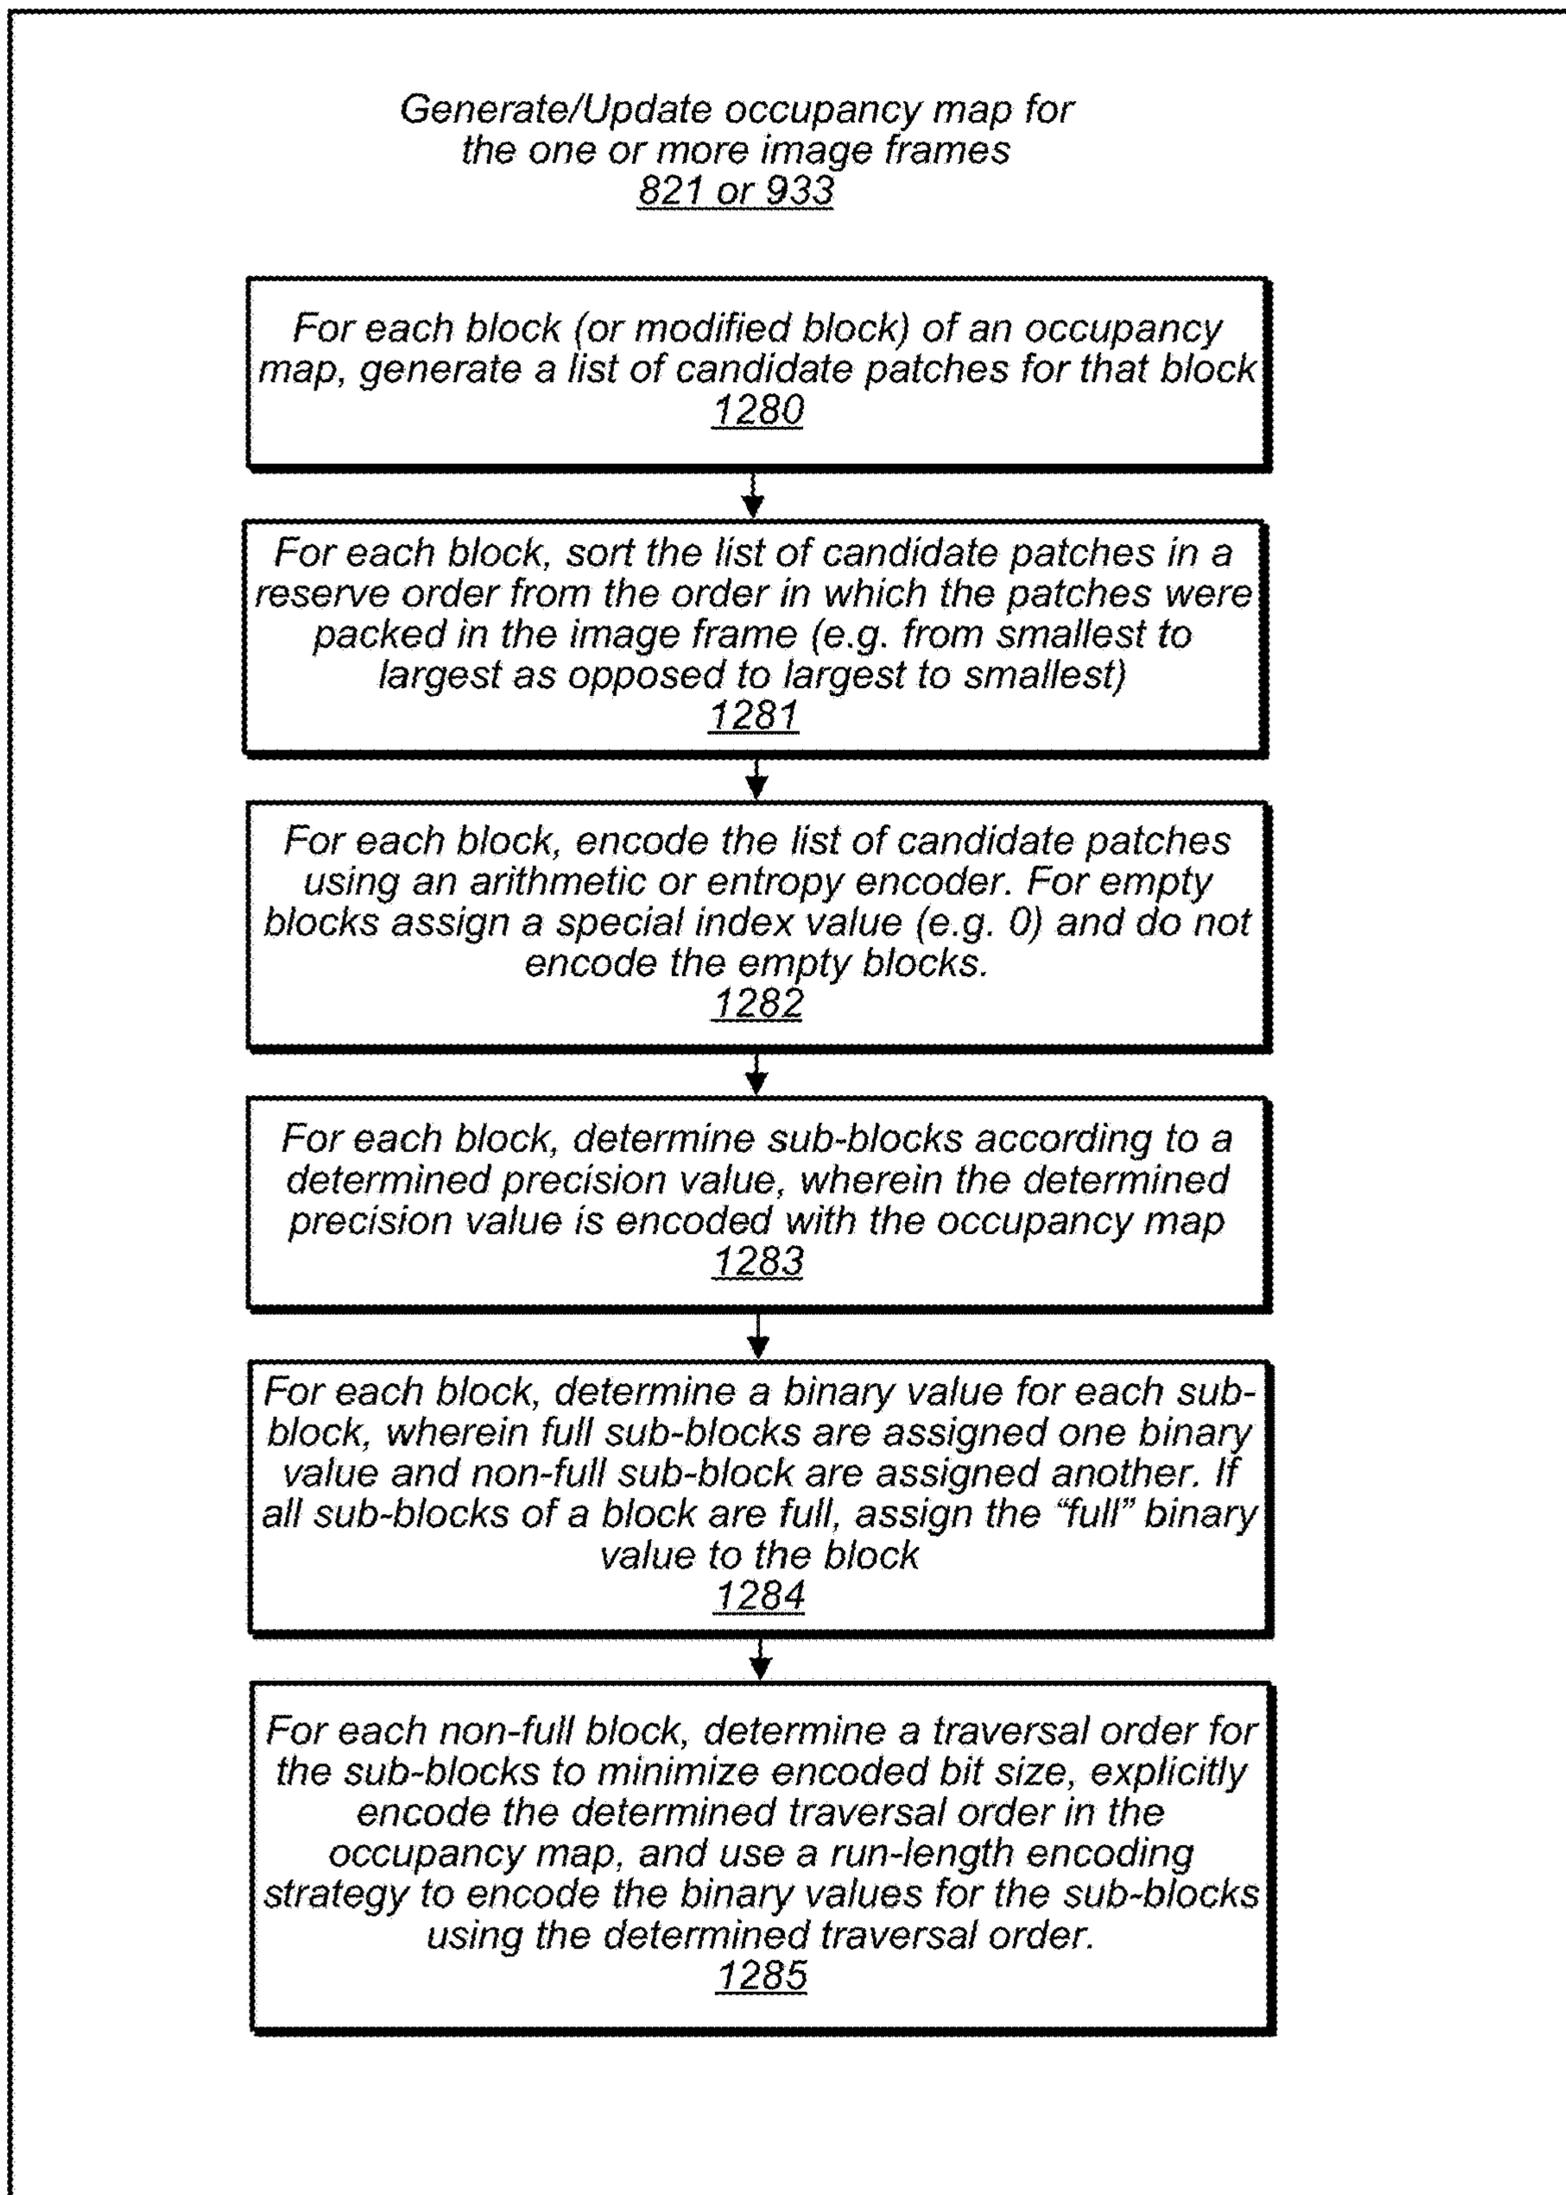 Generate/Update occupancy map for
the one or more image frames
821 or 933
For each block (or modified block) of an occupancy
map, generate a list of candidate patches for that block
1280
For each block, sort the list of candidate patches in a
reserve order from the order in which the patches were
packed in the image frame (e.g. from smallest to
largest as opposed to largest to smallest)
1281
For each block, encode the list of candidate patches
using an arithmetic or entropy encoder. For empty
blocks assign a special index value (e.g. 0) and do not
encode the empty blocks.
1282
For each block, determine sub-blocks according to a
determined precision value, wherein the determined
precision value is encoded with the occupancy map
1283
For each block, determine a binary value for each sub-
block, wherein full sub-blocks are assigned one binary
value and non-full sub-block are assigned another. If
all sub-blocks of a block are full, assign the “full” binary
value to the block
1284
For each non-full block, determine a traversal order for
the sub-blocks to minimize encoded bit size, explicitly
encode the determined traversal order in the
occupancy map, and use a run-length encoding
strategy to encode the binary values for the sub-blocks
using the determined traversal order.
1285